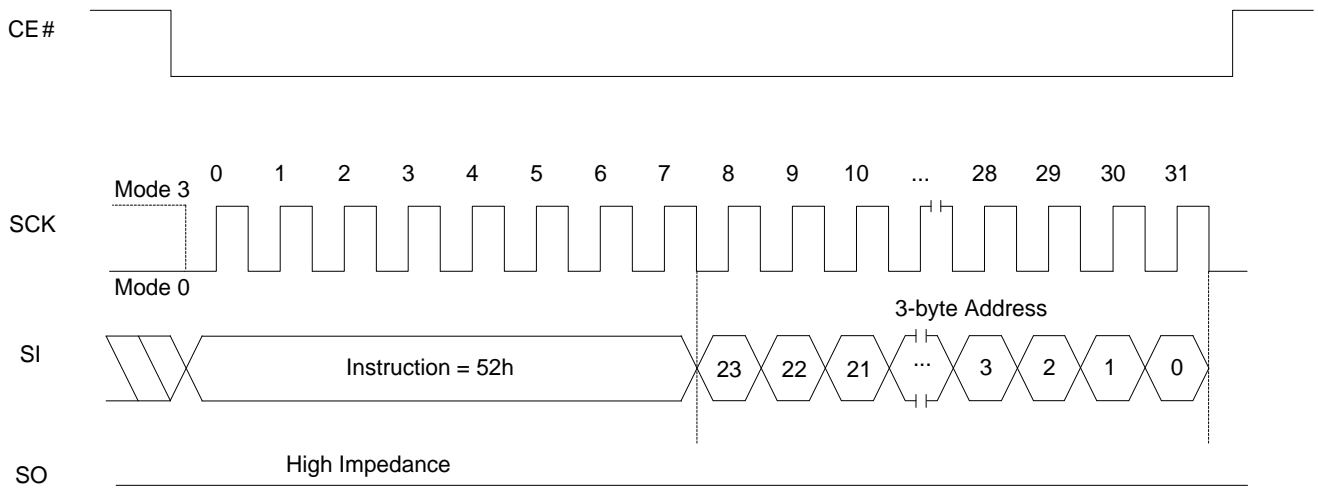 CE#
0 1 2 3 4 5 6 7 8 9 10 ... 28 29 30 31
Mode 3
SCK
Mode 0
3-byte Address
SI
Instruction = 52h
23 22 21 ... 3 2 1 0
High Impedance
SO